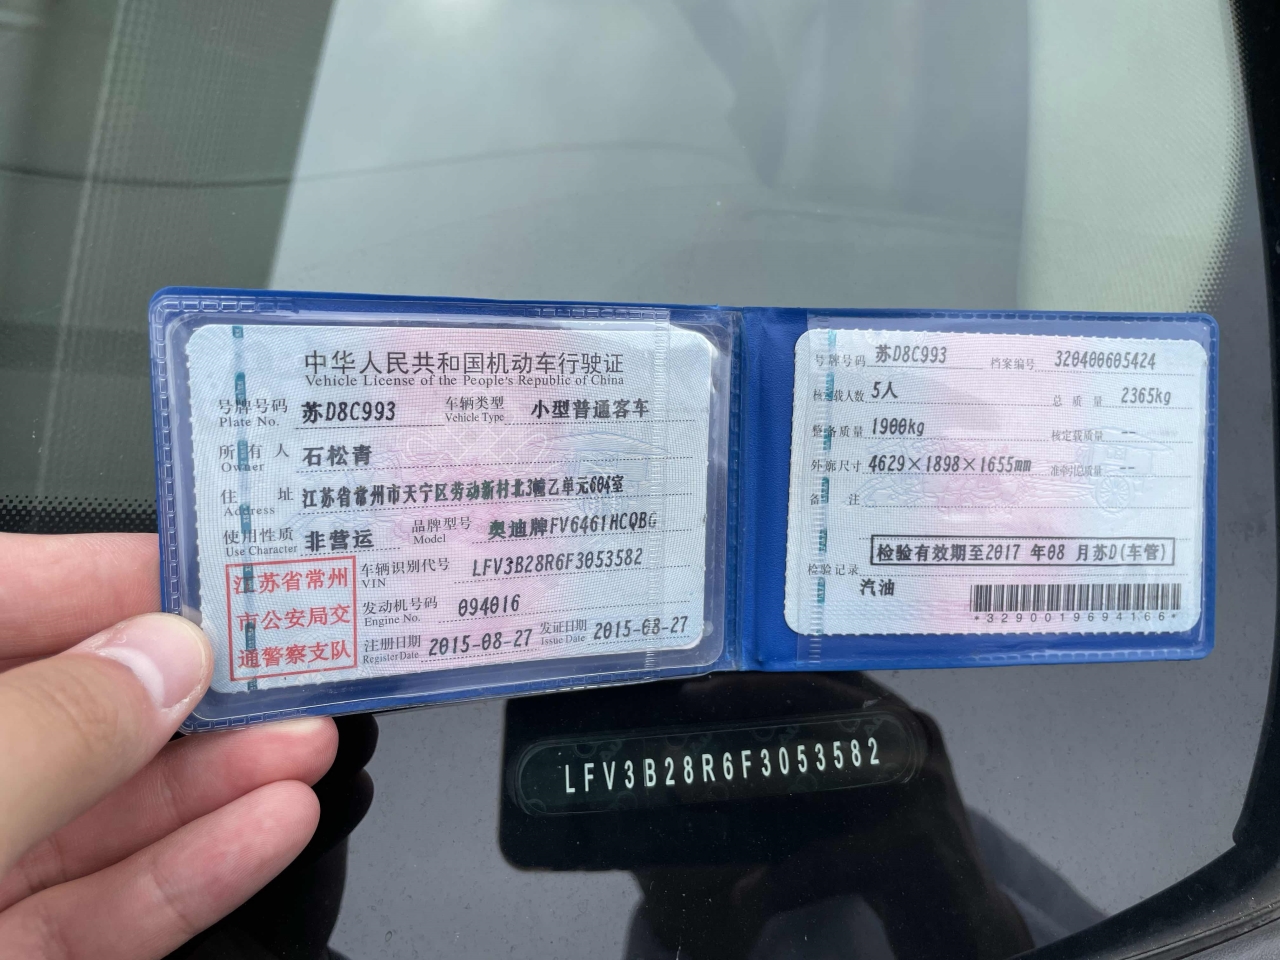 中华人民共和国机动车行驶证
Vehicle License of the People's Republic of China
号牌号码 苏D8C993 车辆类型 小型普通客车
Plate No. Vehicle Type
所有人 石松青
Owner
住址 江苏省常州市天宁区劳动新村北3幢乙单元604室
Address
使用性质 非营运 品牌型号 奥迪牌FV6461HCQBG
Use Character Model
江苏省常州
市公安局交
通警察支队
车辆识别代号 LFV3B28R6F3053582
VIN
发动机号码 094016
Engine No.
注册日期 2015-08-27 发证日期 2015-08-27
Register Date Issue Date
号牌号码 苏D8C993 档案编号 320400605424
核定载人数 5人 总质量 2365kg
整备质量 1900kg 核定载质量 --
外廓尺寸 4629×1898×1655mm 准牵引总质量 --
备注
检验有效期至2017 年08 月苏D(车管)
检验记录
汽油
*3290019694166*
LFV3B28R6F3053582